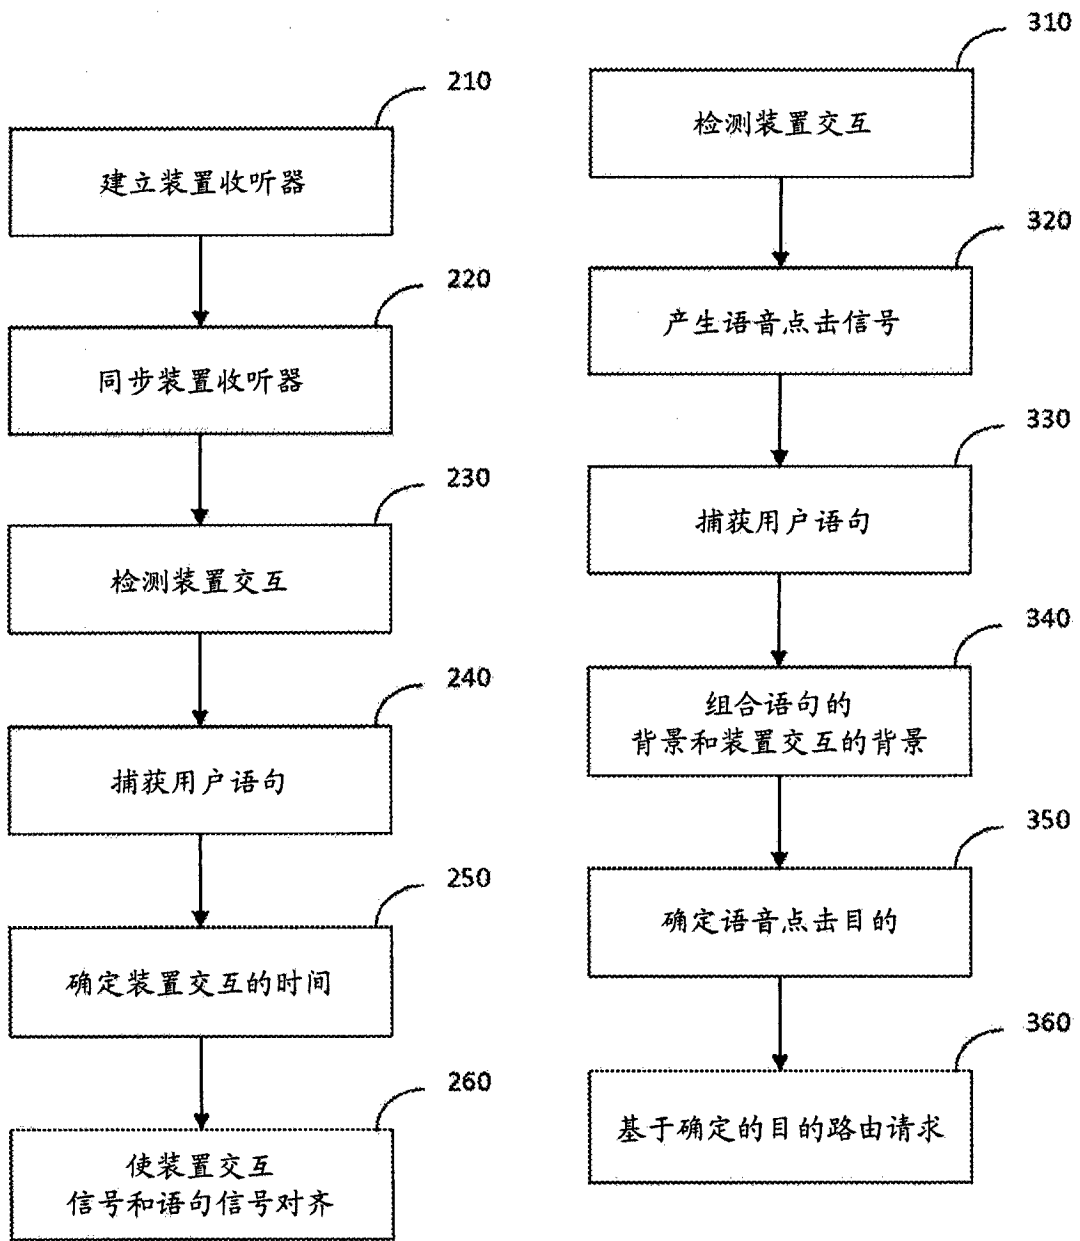 210
建立装置收听器
220
同步装置收听器
230
检测装置交互
240
捕获用户语句
250
确定装置交互的时间
260
使装置交互
信号和语句信号对齐
310
检测装置交互
320
产生语音点击信号
330
捕获用户语句
340
组合语句的
背景和装置交互的背景
350
确定语音点击目的
360
基于确定的目的路由请求